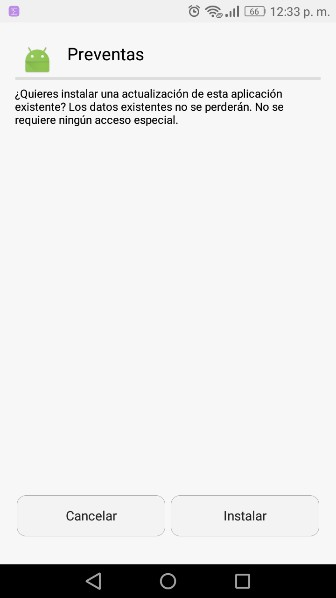 66 12:33 p. m.
Preventas
¿Quieres instalar una actualización de esta aplicación
existente? Los datos existentes no se perderán. No se
requiere ningún acceso especial.
Cancelar Instalar